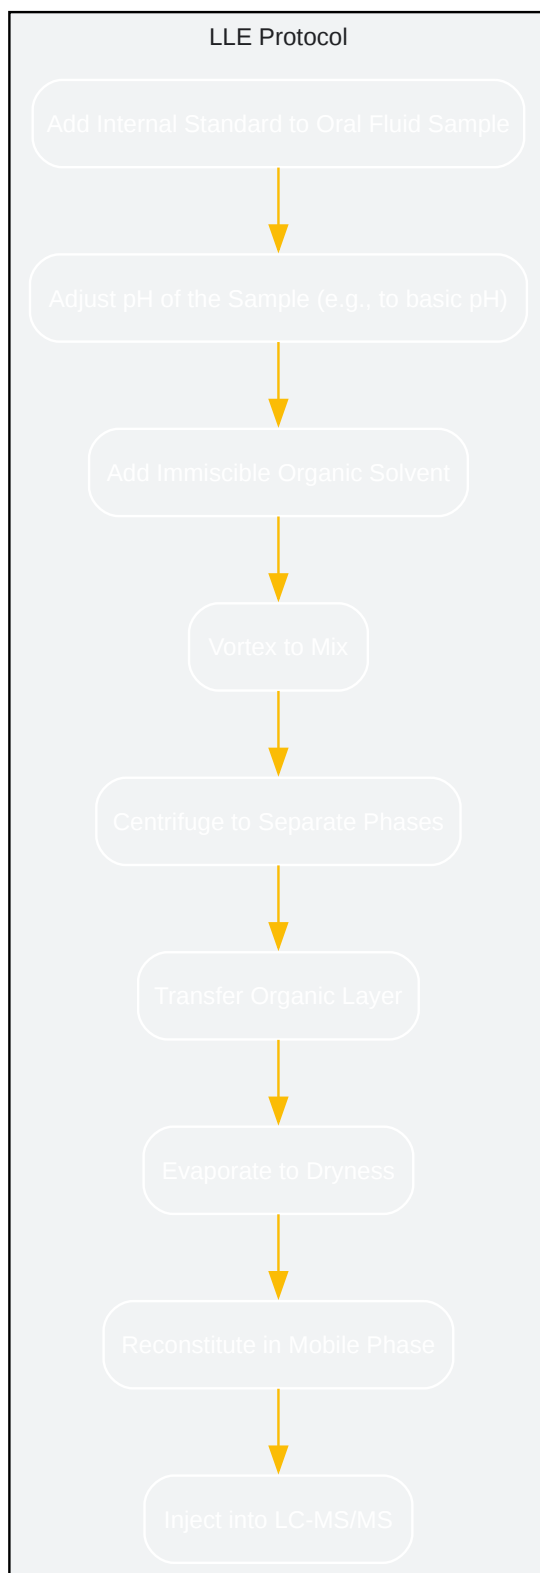 LLE Protocol
Add Internal Standard to Oral Fluid Sample
Adjust pH of the Sample (e.g., to basic pH)
Add Immiscible Organic Solvent
Vortex to Mix
Centrifuge to Separate Phases
Transfer Organic Layer
Evaporate to Dryness
Reconstitute in Mobile Phase
Inject into LC-MS/MS